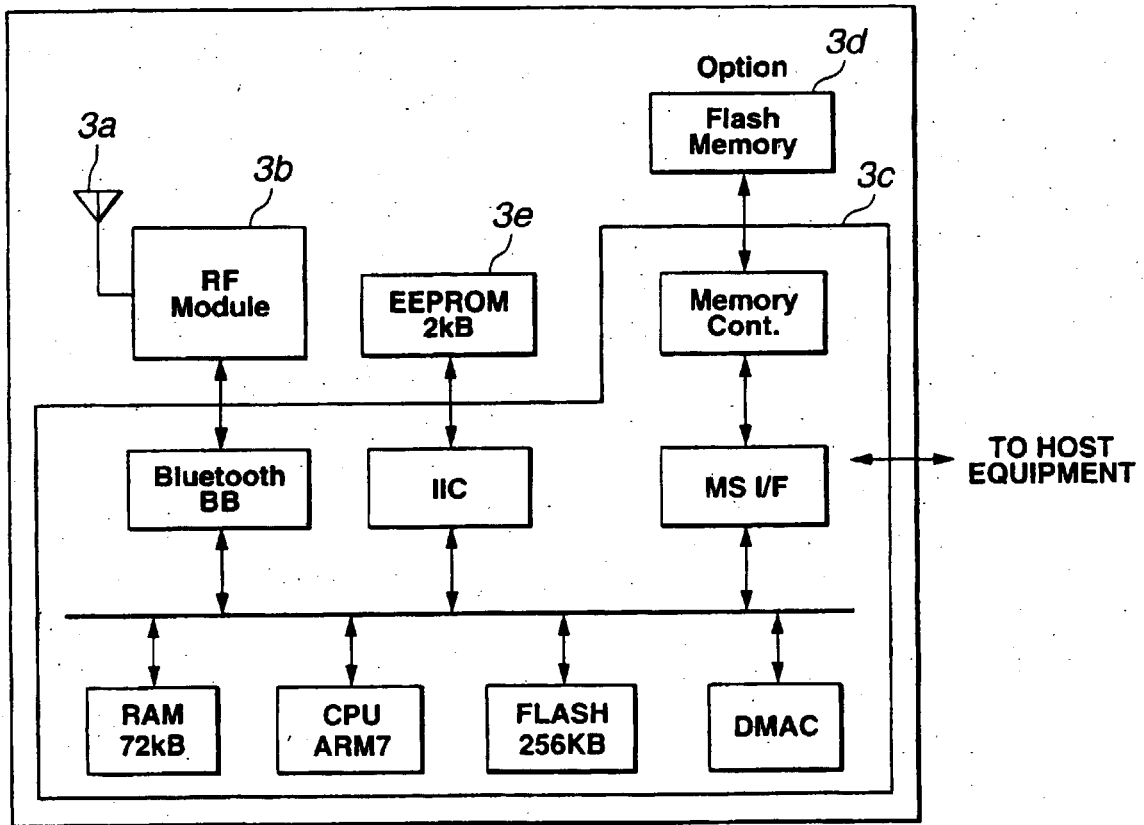 3d
Option
Flash
Memory
3a
3b
3c
3e
RF
Module
EEPROM
2kB
Memory
Cont.
Bluetooth
BB
IIC
MS I/F
TO HOST
EQUIPMENT
RAM
72kB
CPU
ARM7
FLASH
256KB
DMAC